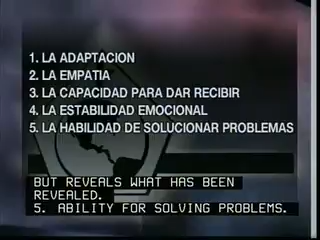 1. LA ADAPTACION
2. LA EMPATIA
3. LA CAPACIDAD PARA DAR RECIBIR
4. LA ESTABILIDAD EMOCIONAL
5. LA HABILIDAD DE SOLUCIONAR PROBLEMAS
BUT REVEALS WHAT HAS BEEN
REVEALED.
5. ABILITY FOR SOLVING PROBLEMS.